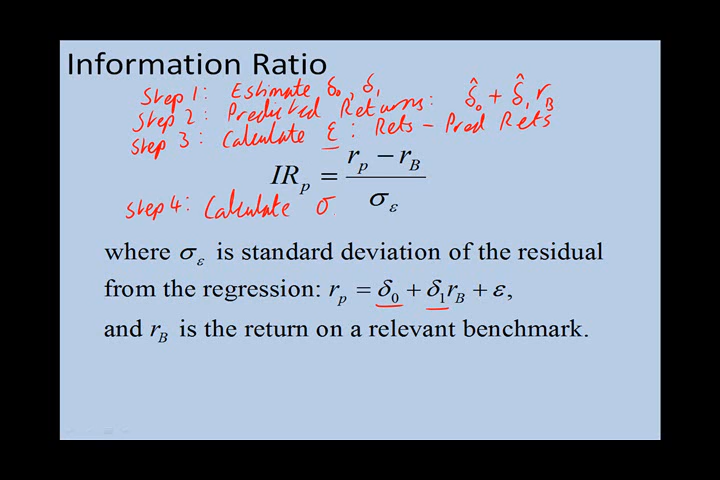 Information Ratio
Step 1: Estimate δ₀, δ₁
Step 2: Predicted Returns: δ̂₀ + δ̂₁ r_B
Step 3: Calculate ε: Rets - Pred Rets
IR_p = (r_p − r_B) / σ_ε
Step 4: Calculate σ
where σ_ε is standard deviation of the residual
from the regression: r_p = δ₀ + δ₁r_B + ε,
and r_B is the return on a relevant benchmark.